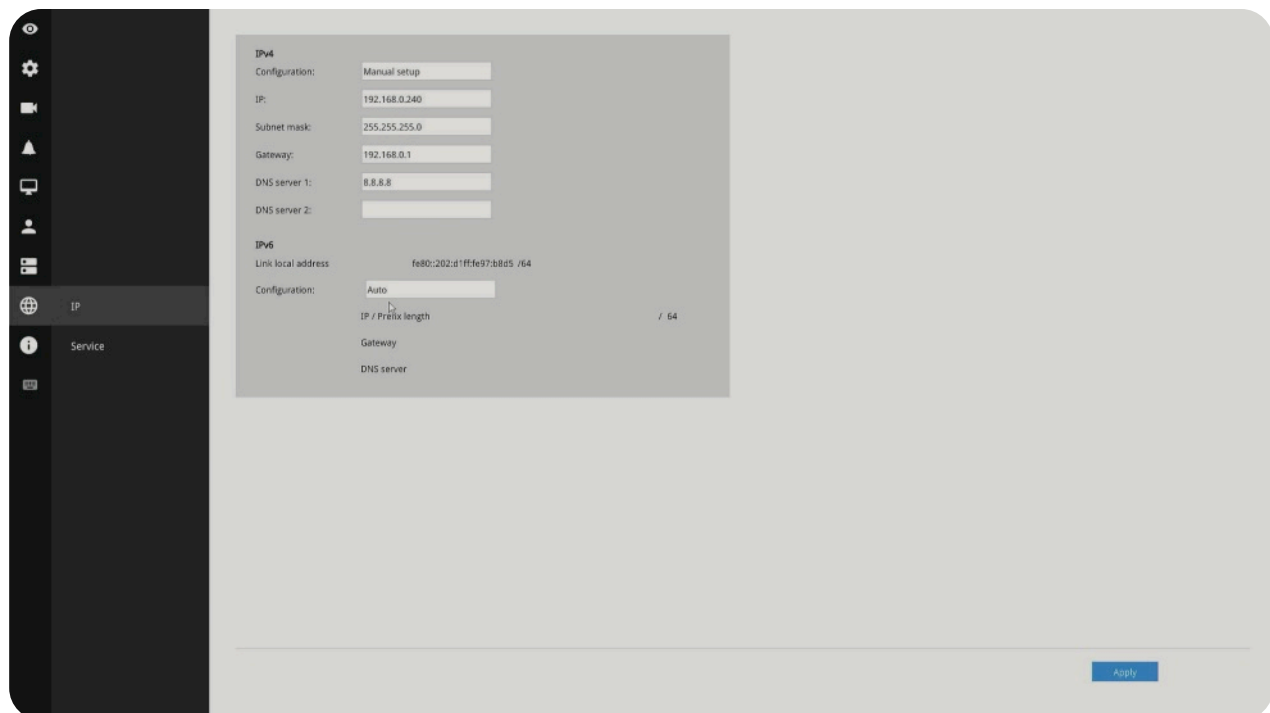 IPv4
Configuration: Manual setup
IP: 192.168.0.240
Subnet mask: 255.255.255.0
Gateway: 192.168.0.1
DNS server 1: 8.8.8.8
DNS server 2:
IPv6
Link local address fe80::202:d1ff:fe97:b8d5 /64
Configuration: Auto
IP
IP / Prefix length / 64
Gateway
Service
DNS server
Apply